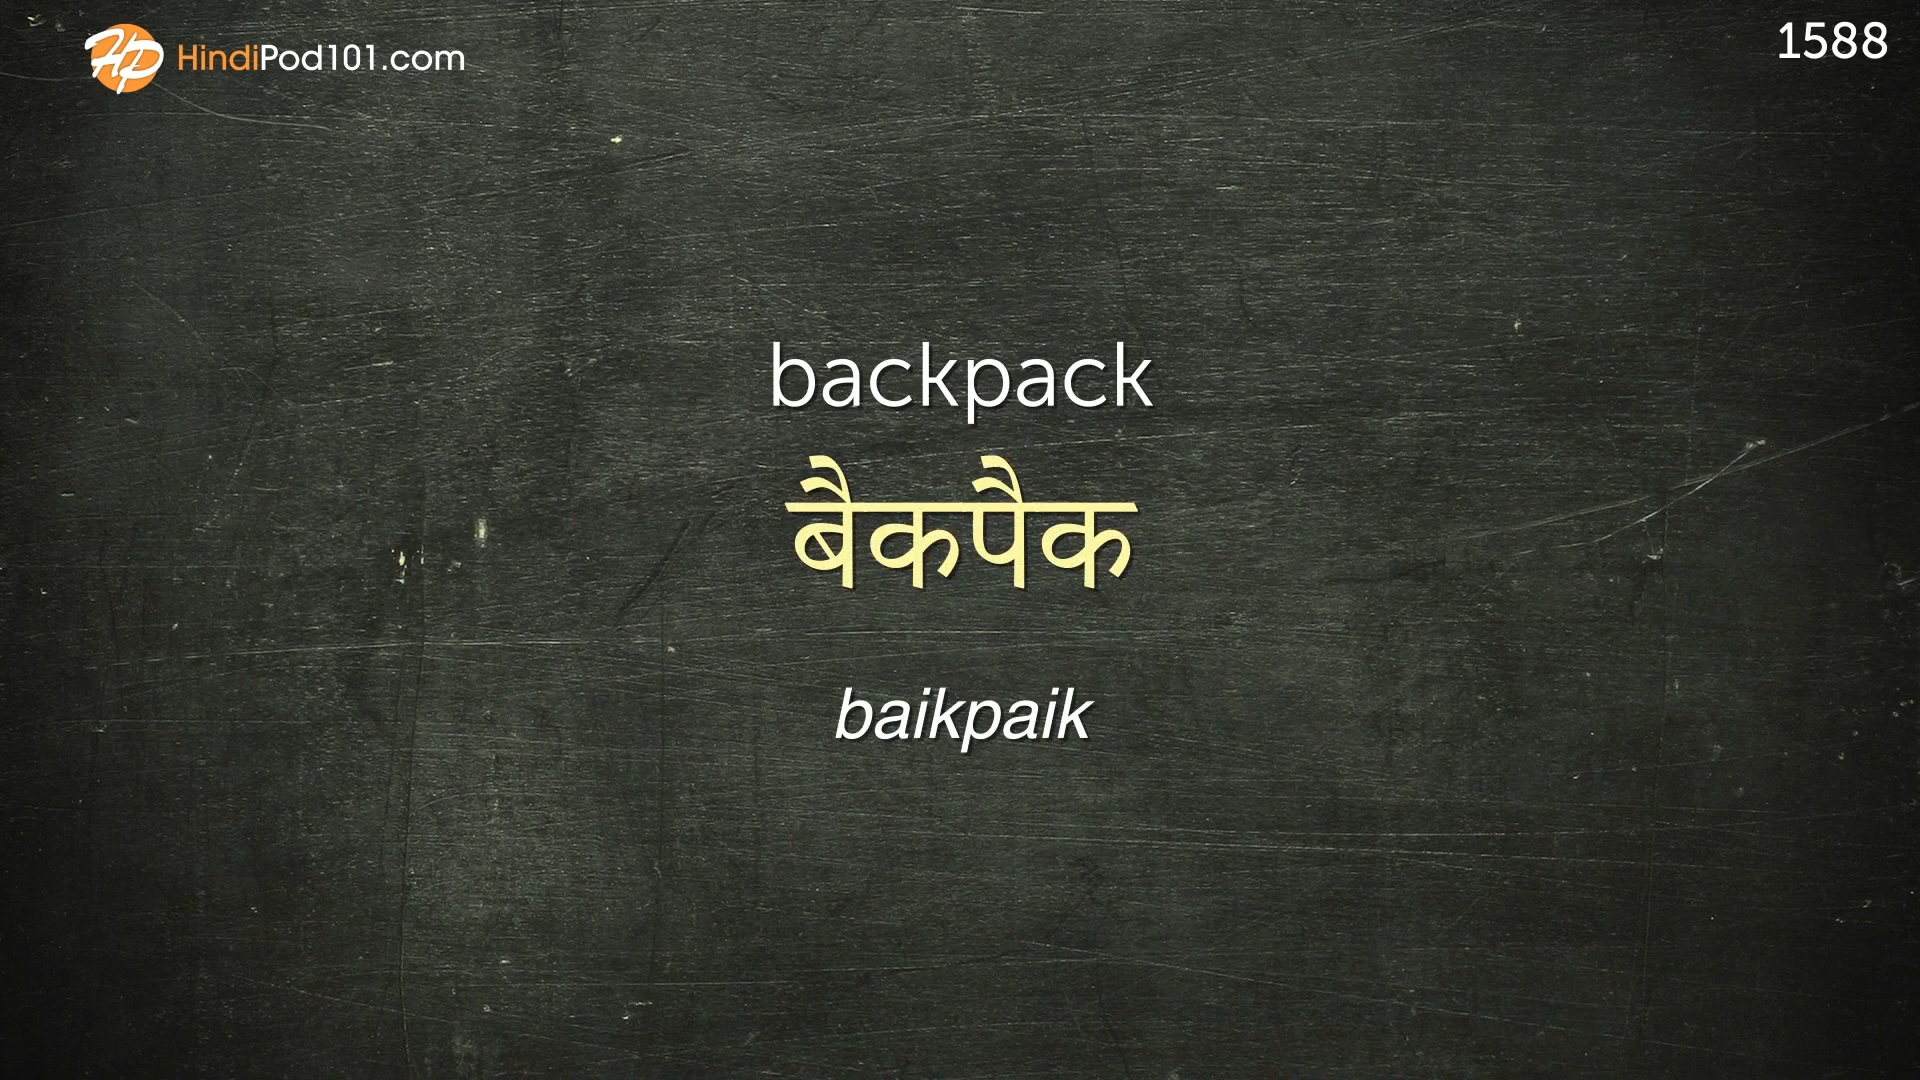 HindiPod101.com
1588
backpack
बैकपैक
baikpaik